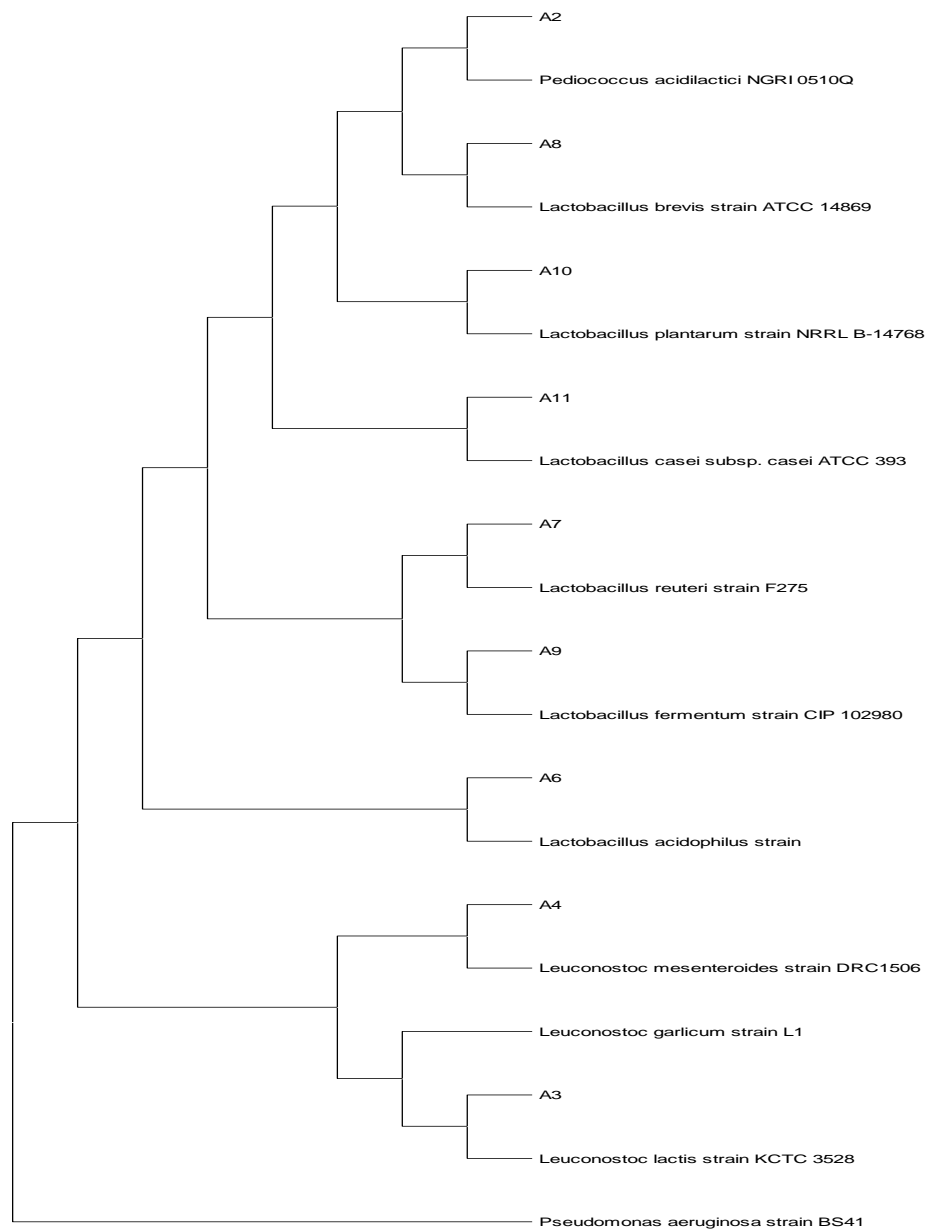 A2
Pediococcus acidilactici NGRI 0510Q
A8
Lactobacillus brevis strain ATCC 14869
A10
Lactobacillus plantarum strain NRRL B-14768
A11
Lactobacillus casei subsp. casei ATCC 393
A7
Lactobacillus reuteri strain F275
A9
Lactobacillus fermentum strain CIP 102980
A6
Lactobacillus acidophilus strain
A4
Leuconostoc mesenteroides strain DRC1506
Leuconostoc garlicum strain L1
A3
Leuconostoc lactis strain KCTC 3528
Pseudomonas aeruginosa strain BS41